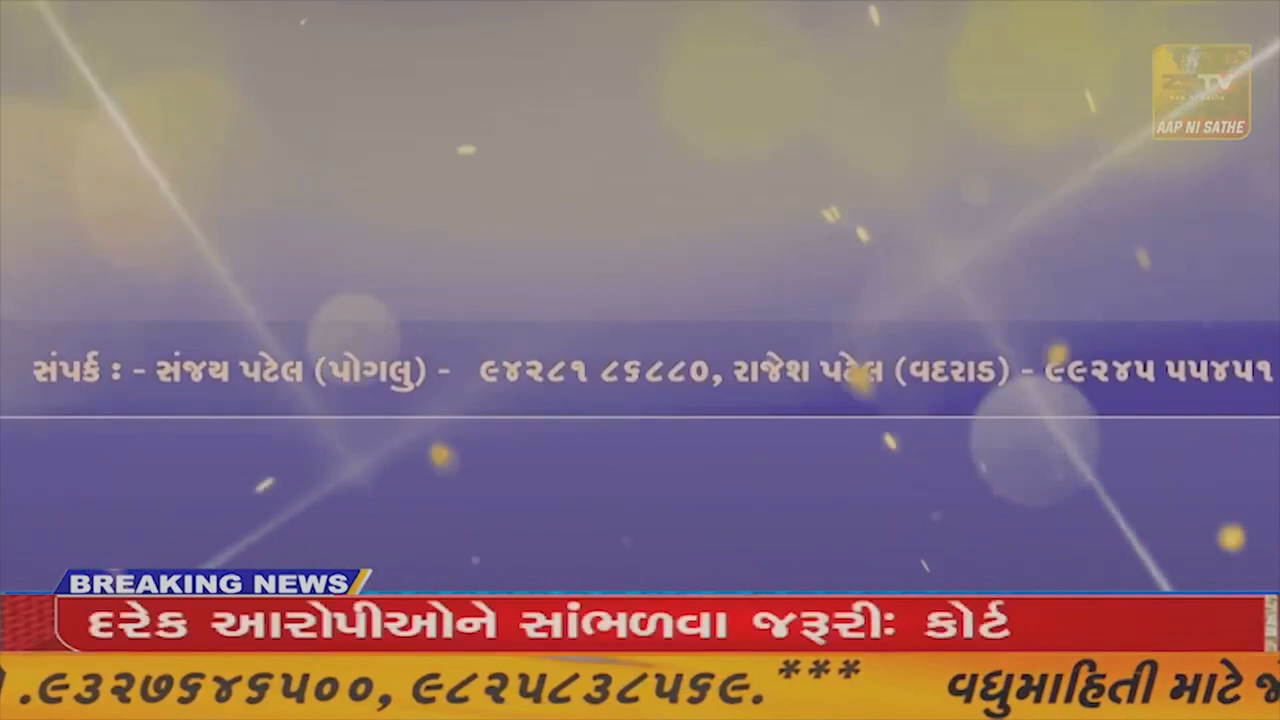 AAP NI SATHE
સંપર્ક : - સંજય પટેલ (પોગલુ) - ૯૪૨૮૧ ૮૬૮૮૦, રાજેશ પટેલ (વદરાડ) - ૯૯૨૪૫ ૫૫૪૫૧
BREAKING NEWS
દરેક આરોપીઓને સાંભળવા જરૂરીઃ કોર્ટ
.૯૩૨૭૬૪૬૫૦૦, ૯૮૨૫૮૩૮૫૬૯.*** વધુમાહિતી માટે